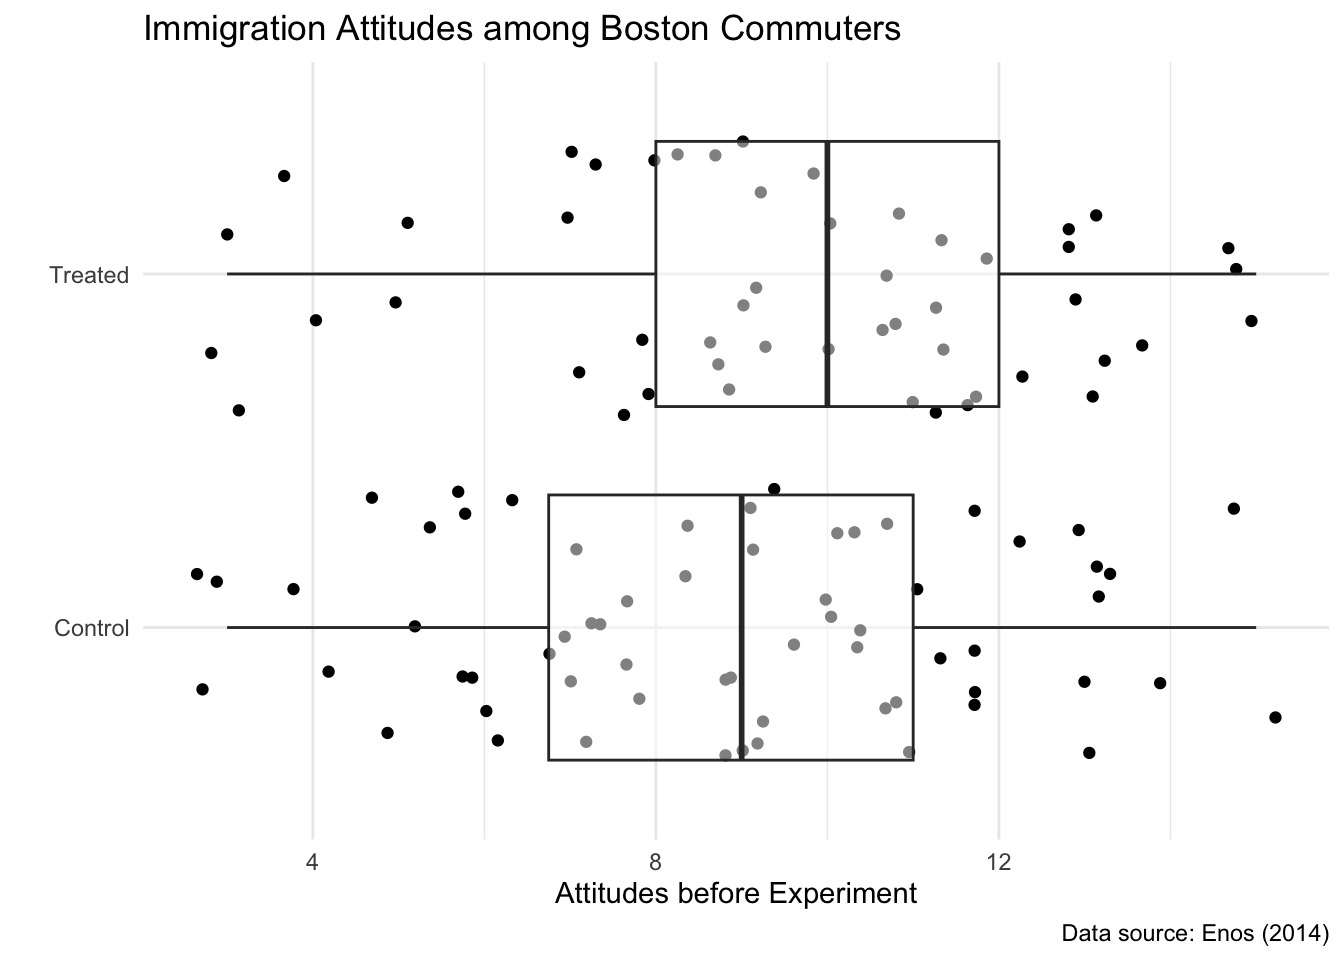 Immigration Attitudes among Boston Commuters
Treated
Control
4 8 12
Attitudes before Experiment
Data source: Enos (2014)